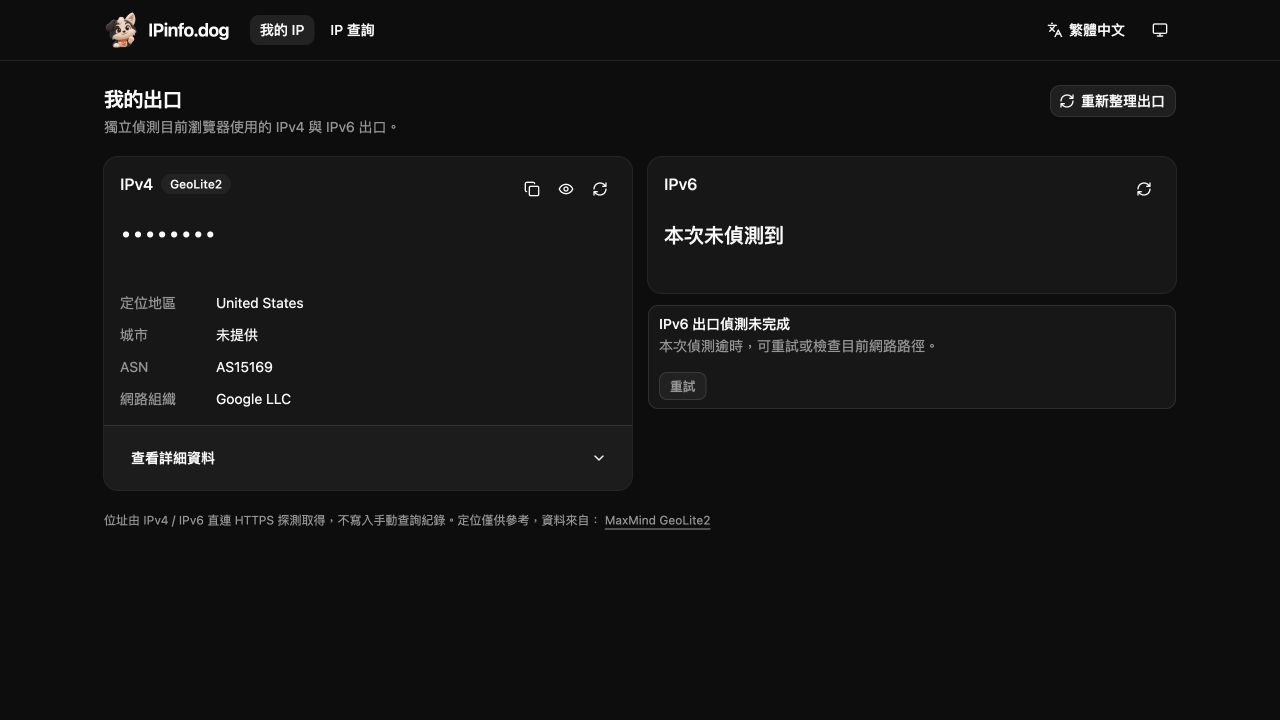 IPinfo.dog
我的 IP
IP 查詢
繁體中文
我的出口
重新整理出口
獨立偵測目前瀏覽器使用的 IPv4 與 IPv6 出口。
IPv4
GeoLite2
••••••••
定位地區 United States
城市 未提供
ASN AS15169
網路組織 Google LLC
查看詳細資料
IPv6
本次未偵測到
IPv6 出口偵測未完成
本次偵測逾時，可重試或檢查目前網路路徑。
重試
位址由 IPv4 / IPv6 直連 HTTPS 探測取得，不寫入手動查詢紀錄。定位僅供參考，資料來自： MaxMind GeoLite2